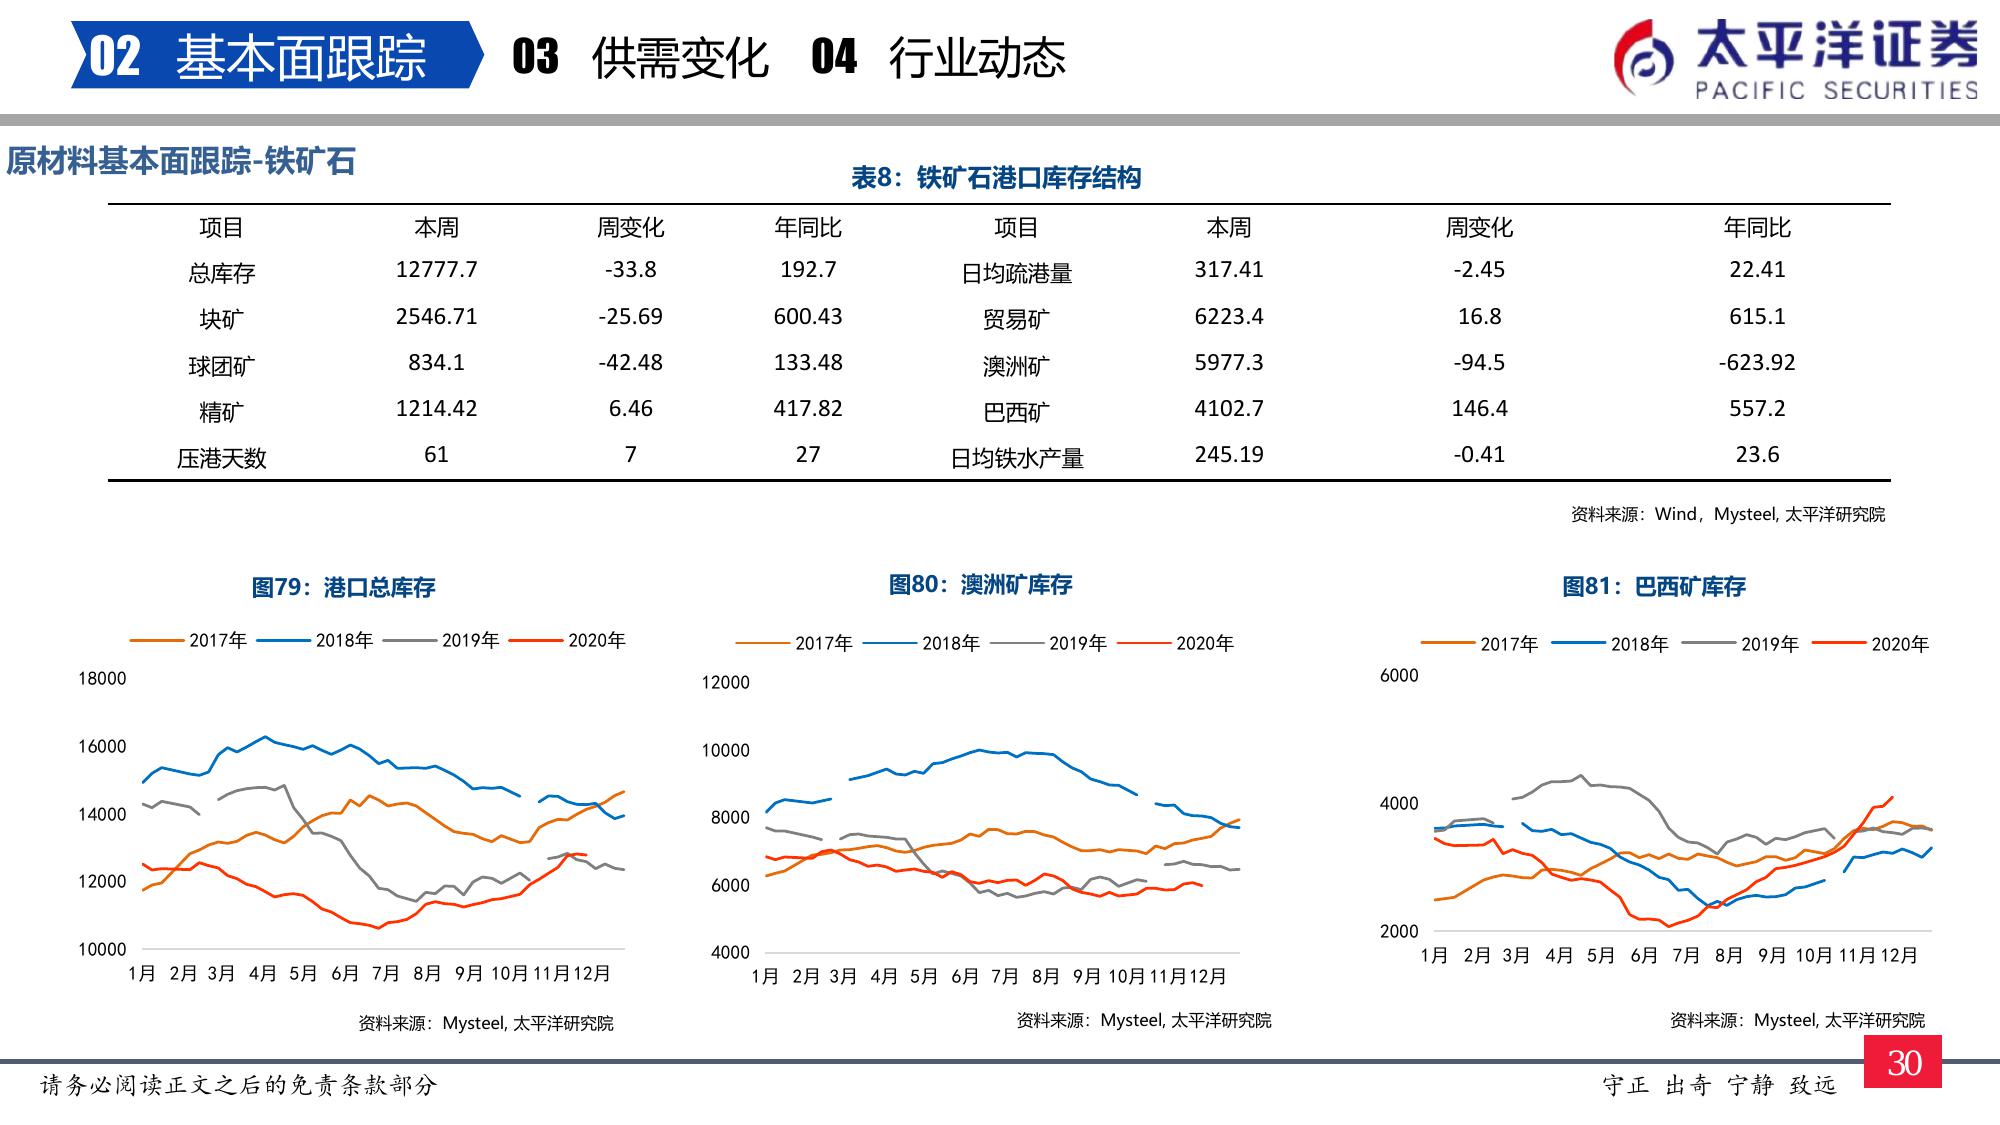 02 基本面跟踪 03 供需变化 04 行业动态
太平洋证券
PACIFIC SECURITIES
原材料基本面跟踪-铁矿石
表8：铁矿石港口库存结构
项目 本周 周变化 年同比 项目 本周 周变化 年同比
总库存 12777.7 -33.8 192.7 日均疏港量 317.41 -2.45 22.41
块矿 2546.71 -25.69 600.43 贸易矿 6223.4 16.8 615.1
球团矿 834.1 -42.48 133.48 澳洲矿 5977.3 -94.5 -623.92
精矿 1214.42 6.46 417.82 巴西矿 4102.7 146.4 557.2
压港天数 61 7 27 日均铁水产量 245.19 -0.41 23.6
资料来源：Wind，Mysteel, 太平洋研究院
图79：港口总库存
2017年 2018年 2019年 2020年
18000
16000
14000
12000
10000
1月 2月 3月 4月 5月 6月 7月 8月 9月 10月 11月 12月
资料来源：Mysteel, 太平洋研究院
图80：澳洲矿库存
2017年 2018年 2019年 2020年
12000
10000
8000
6000
4000
1月 2月 3月 4月 5月 6月 7月 8月 9月 10月 11月 12月
资料来源：Mysteel, 太平洋研究院
图81：巴西矿库存
2017年 2018年 2019年 2020年
6000
4000
2000
1月 2月 3月 4月 5月 6月 7月 8月 9月 10月 11月 12月
资料来源：Mysteel, 太平洋研究院
请务必阅读正文之后的免责条款部分
守正 出奇 宁静 致远
30